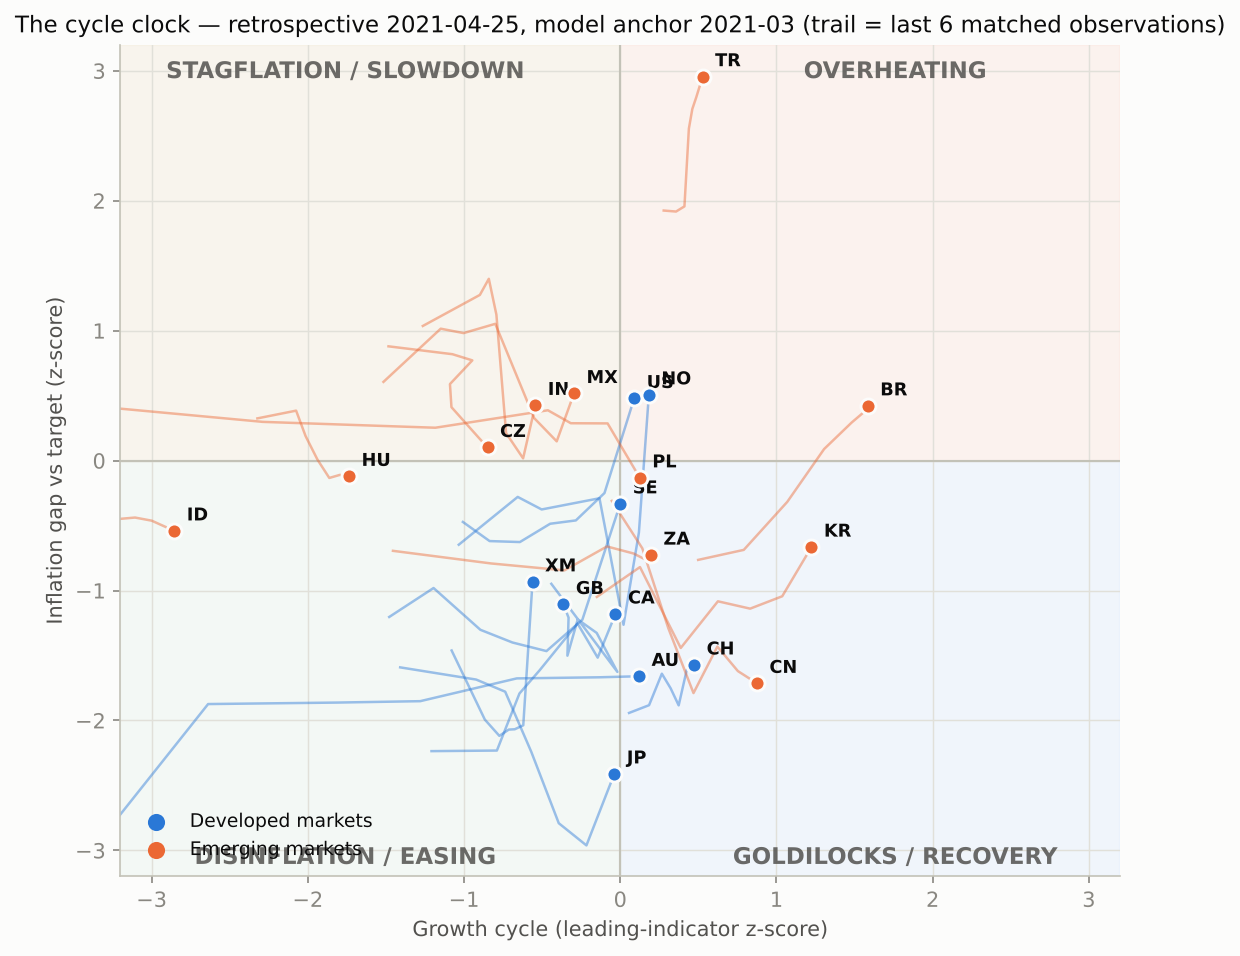 The cycle clock — retrospective 2021-04-25, model anchor 2021-03 (trail = last 6 matched observations)
STAGFLATION / SLOWDOWN
OVERHEATING
TR
BR
MX
US
NO
IN
CZ
HU
PL
SE
ID
ZA
KR
XM
GB
CA
AU
CH
CN
JP
Developed markets
Emerging markets
DISINFLATION / EASING
GOLDILOCKS / RECOVERY
3
2
1
0
−1
−2
−3
−3
−2
−1
0
1
2
3
Growth cycle (leading-indicator z-score)
Inflation gap vs target (z-score)